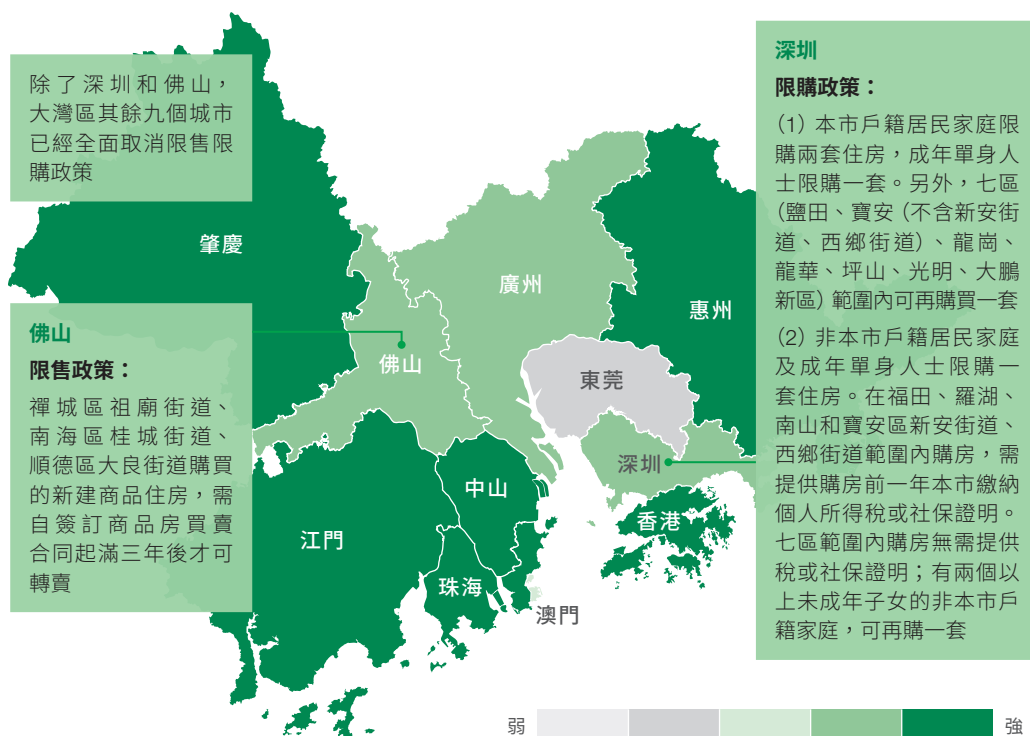 除了深圳和佛山，
大灣區其餘九個城市
已經全面取消限售限
購政策
肇慶
佛山
限售政策：
禪城區祖廟街道、
南海區桂城街道、
順德區大良街道購買
的新建商品住房，需
自簽訂商品房買賣
合同起滿三年後才可
轉賣
廣州
惠州
佛山
東莞
深圳
中山
香港
江門
珠海
澳門
深圳
限購政策：
(1) 本市戶籍居民家庭限
購兩套住房，成年單身人
士限購一套。另外，七區
(鹽田、寶安 (不含新安街
道、西鄉街道)、龍崗、
龍華、坪山、光明、大鵬
新區) 範圍內可再購買一套
(2) 非本市戶籍居民家庭
及成年單身人士限購一
套住房。在福田、羅湖、
南山和寶安區新安街道、
西鄉街道範圍內購房，需
提供購房前一年本市繳納
個人所得稅或社保證明。
七區範圍內購房無需提供
稅或社保證明；有兩個以
上未成年子女的非本市戶
籍家庭，可再購一套
弱
強